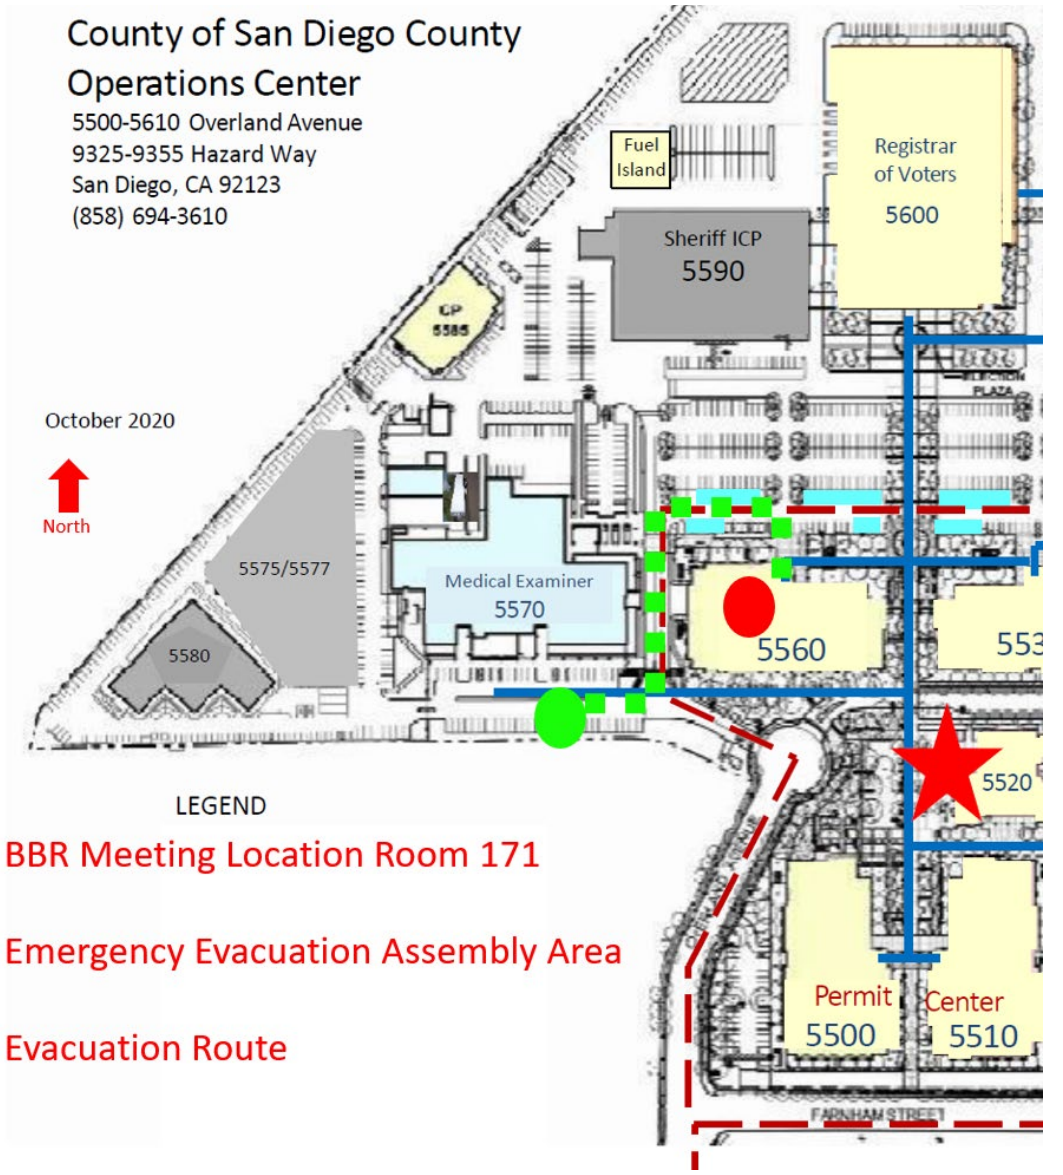 County of San Diego County
Operations Center
5500-5610 Overland Avenue
9325-9355 Hazard Way
San Diego, CA 92123
(858) 694-3610
Fuel
Island
Registrar
of Voters
5600
Sheriff ICP
5590
CP
5585
ELECTION
PLAZA
October 2020
North
5575/5577
Medical Examiner
5570
5560
553
5580
5520
LEGEND
BBR Meeting Location Room 171
Emergency Evacuation Assembly Area
Evacuation Route
Permit Center
5500
5510
FARNHAM STREET